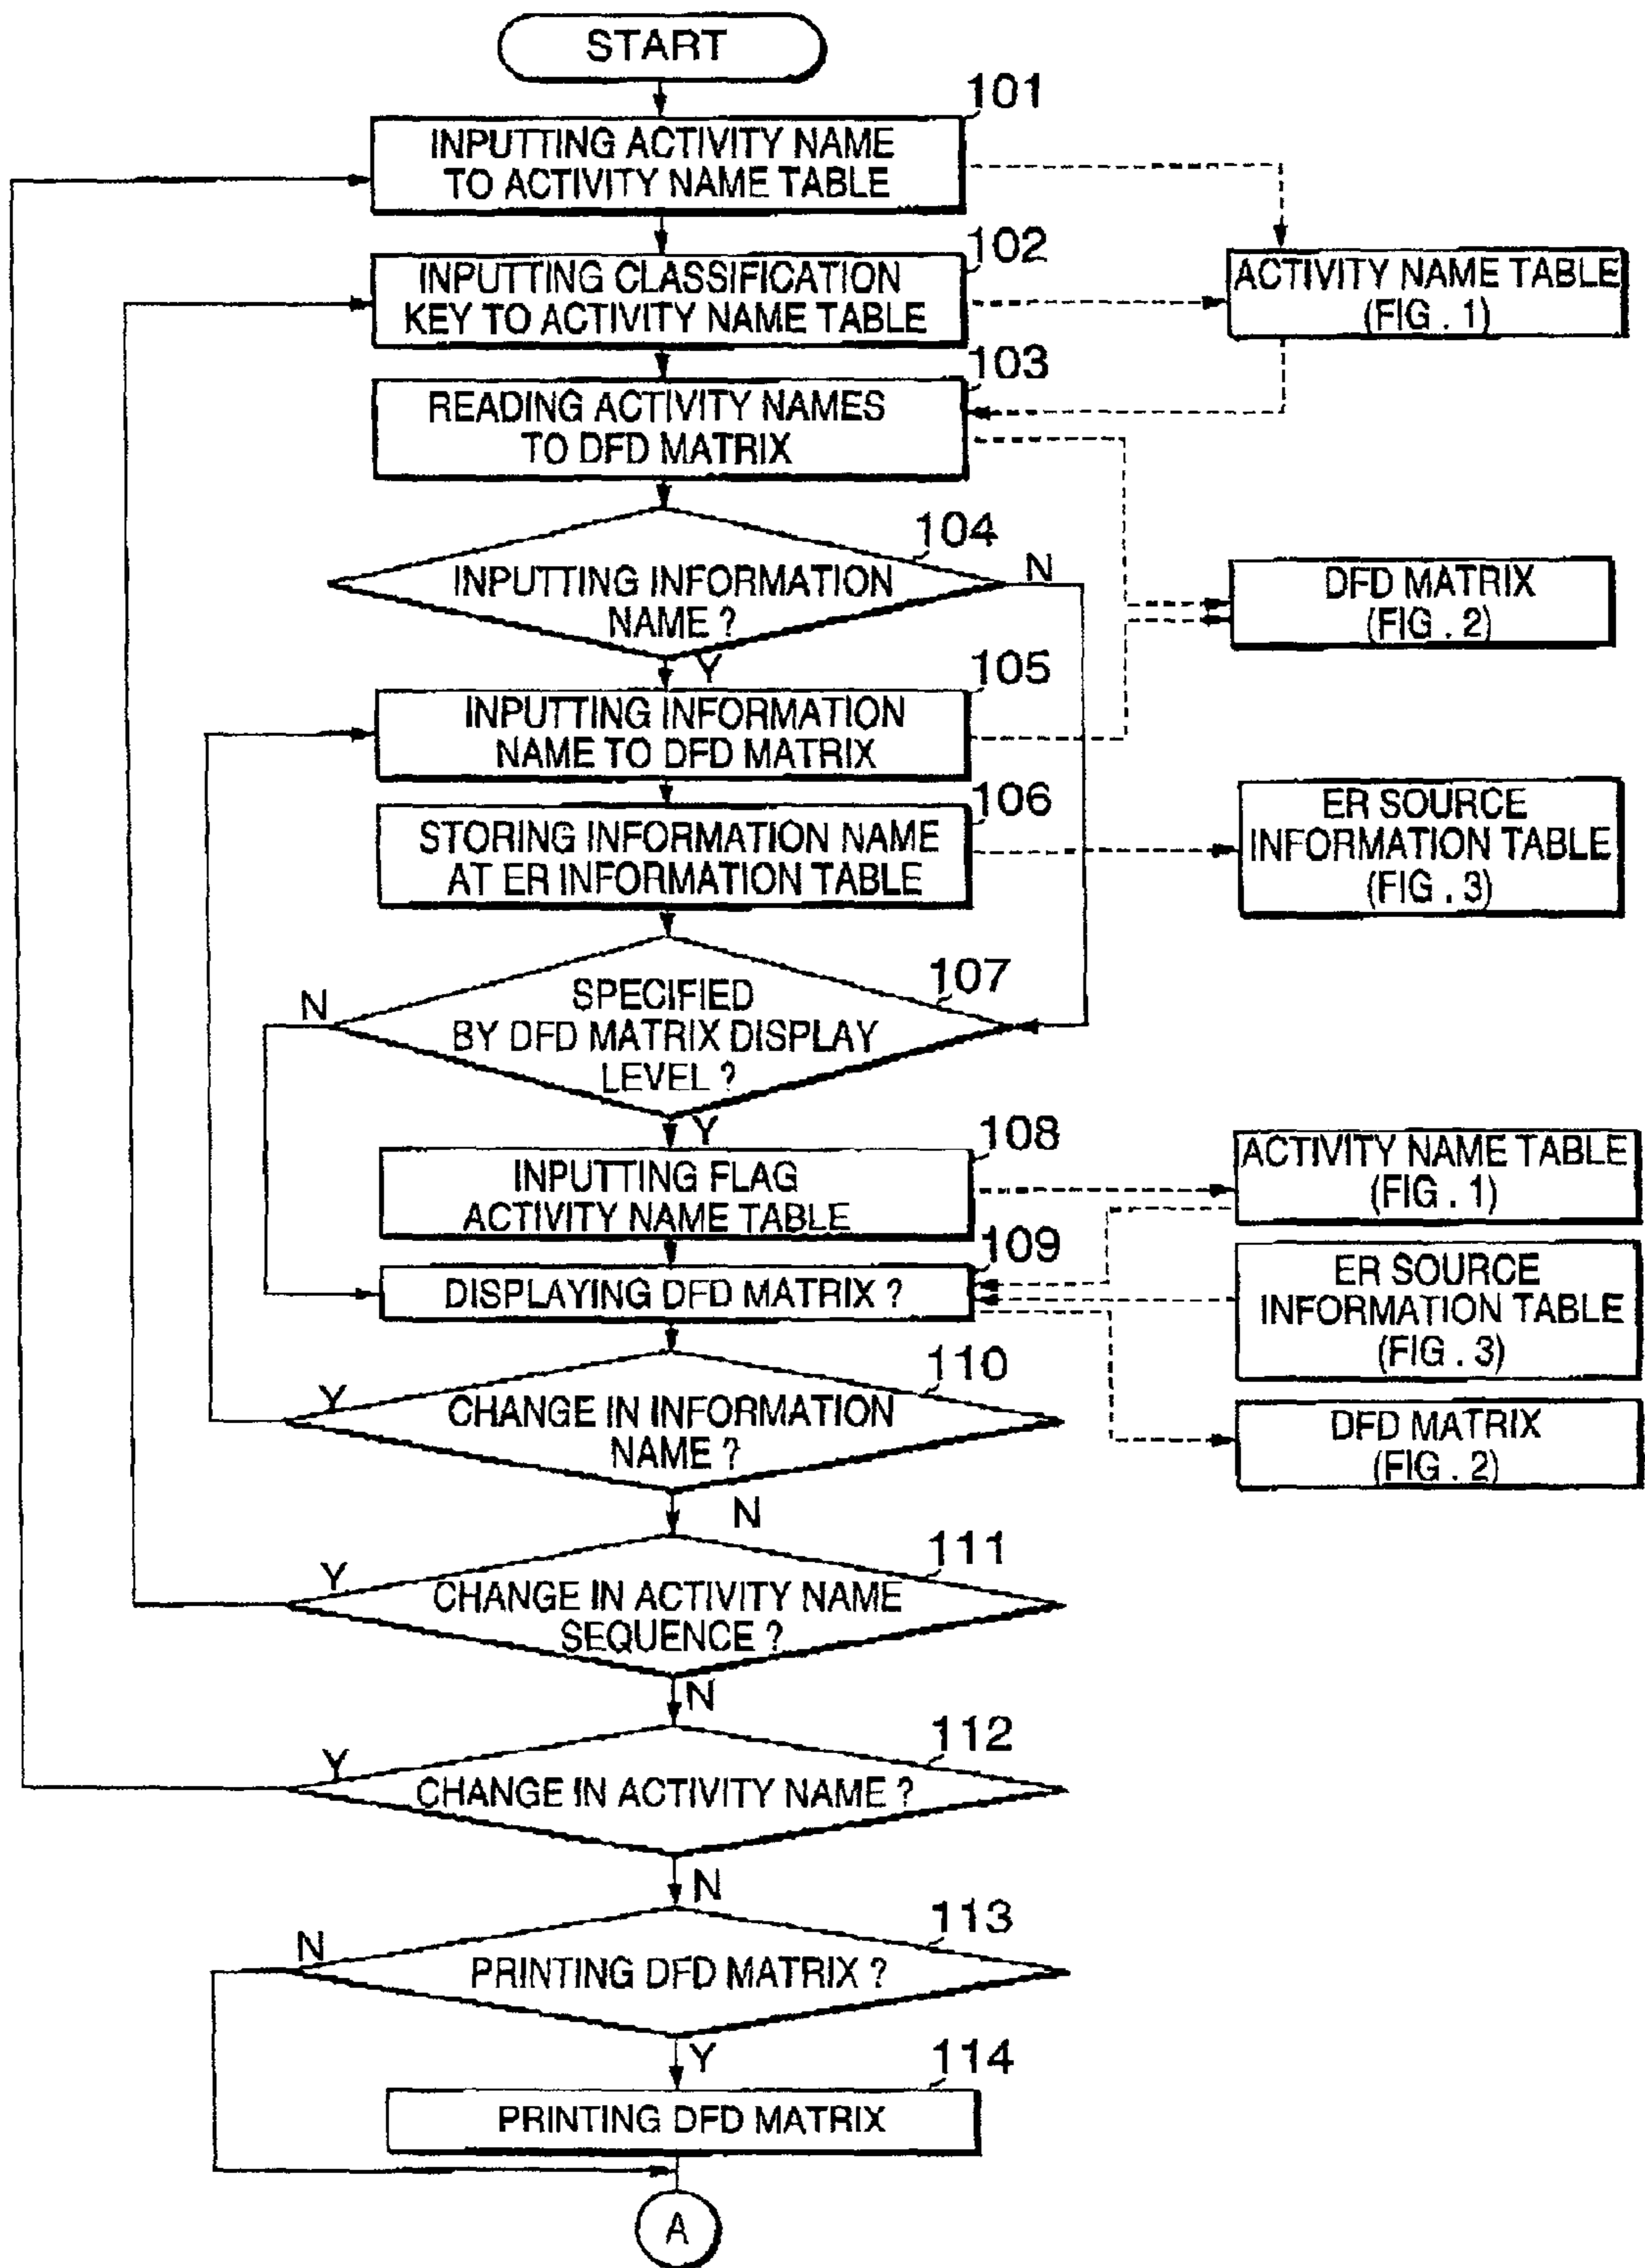 START
101
INPUTTING ACTIVITY NAME
TO ACTIVITY NAME TABLE
102
INPUTTING CLASSIFICATION
KEY TO ACTIVITY NAME TABLE
ACTIVITY NAME TABLE
(FIG . 1)
103
READING ACTIVITY NAMES
TO DFD MATRIX
104
INPUTTING INFORMATION
NAME ?
N
Y
DFD MATRIX
(FIG . 2)
105
INPUTTING INFORMATION
NAME TO DFD MATRIX
106
STORING INFORMATION NAME
AT ER INFORMATION TABLE
ER SOURCE
INFORMATION TABLE
(FIG . 3)
107
N
SPECIFIED
BY DFD MATRIX DISPLAY
LEVEL ?
Y
108
INPUTTING FLAG
ACTIVITY NAME TABLE
ACTIVITY NAME TABLE
(FIG . 1)
109
DISPLAYING DFD MATRIX ?
ER SOURCE
INFORMATION TABLE
(FIG . 3)
110
Y
CHANGE IN INFORMATION
NAME ?
N
DFD MATRIX
(FIG . 2)
111
Y
CHANGE IN ACTIVITY NAME
SEQUENCE ?
N
112
Y
CHANGE IN ACTIVITY NAME ?
N
113
N
PRINTING DFD MATRIX ?
Y
114
PRINTING DFD MATRIX
A